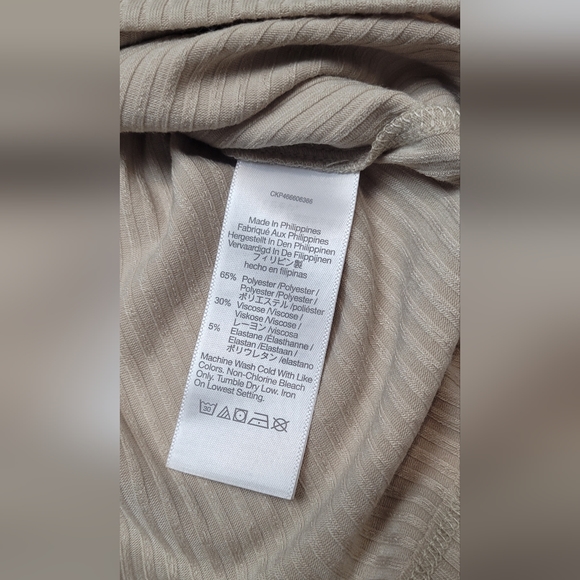 CKP466608388
Made In Philippines
Fabriqué Aux Philippines
Hergestellt In Den Philippinen
Vervaardigd In De Filippijnen
フィリピン製
hecho en filipinas
65% Polyester /Polyester /
Polyester /Polyester /
ポリエステル /poliéster
30% Viscose /Viscose /
Viskose /Viscose /
レーヨン /viscosa
5% Elastane /Élasthanne /
Elastan /Elastaan /
ポリウレタン /elastano
Machine Wash Cold With Like
Colors. Non-Chlorine Bleach
Only. Tumble Dry Low. Iron
On Lowest Setting.
30